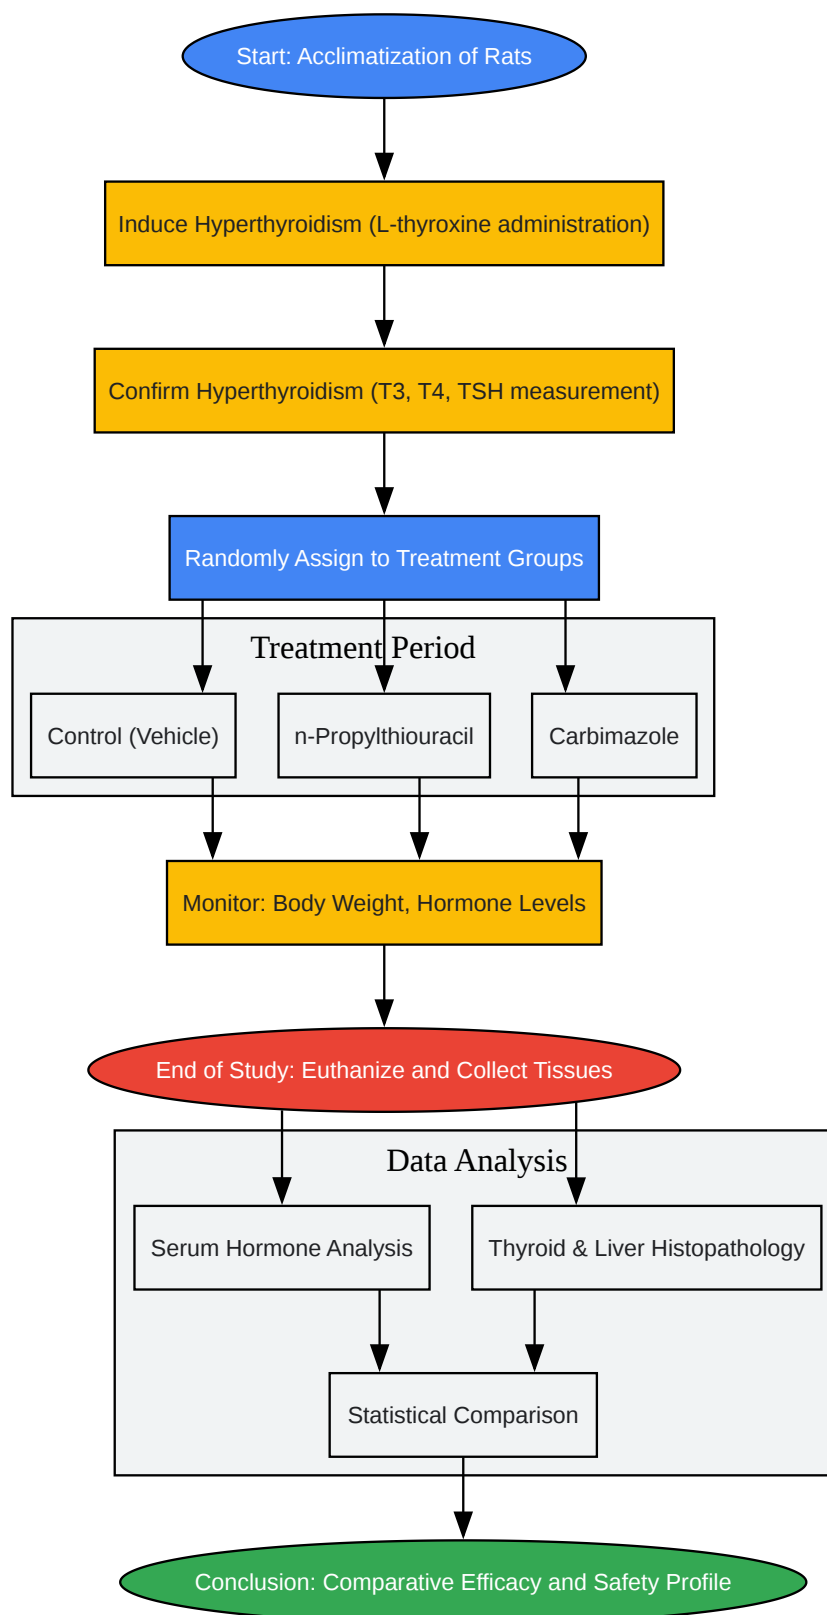 Start: Acclimatization of Rats
Induce Hyperthyroidism (L-thyroxine administration)
Confirm Hyperthyroidism (T3, T4, TSH measurement)
Randomly Assign to Treatment Groups
Treatment Period
Control (Vehicle)
n-Propylthiouracil
Carbimazole
Monitor: Body Weight, Hormone Levels
End of Study: Euthanize and Collect Tissues
Data Analysis
Serum Hormone Analysis
Thyroid & Liver Histopathology
Statistical Comparison
Conclusion: Comparative Efficacy and Safety Profile